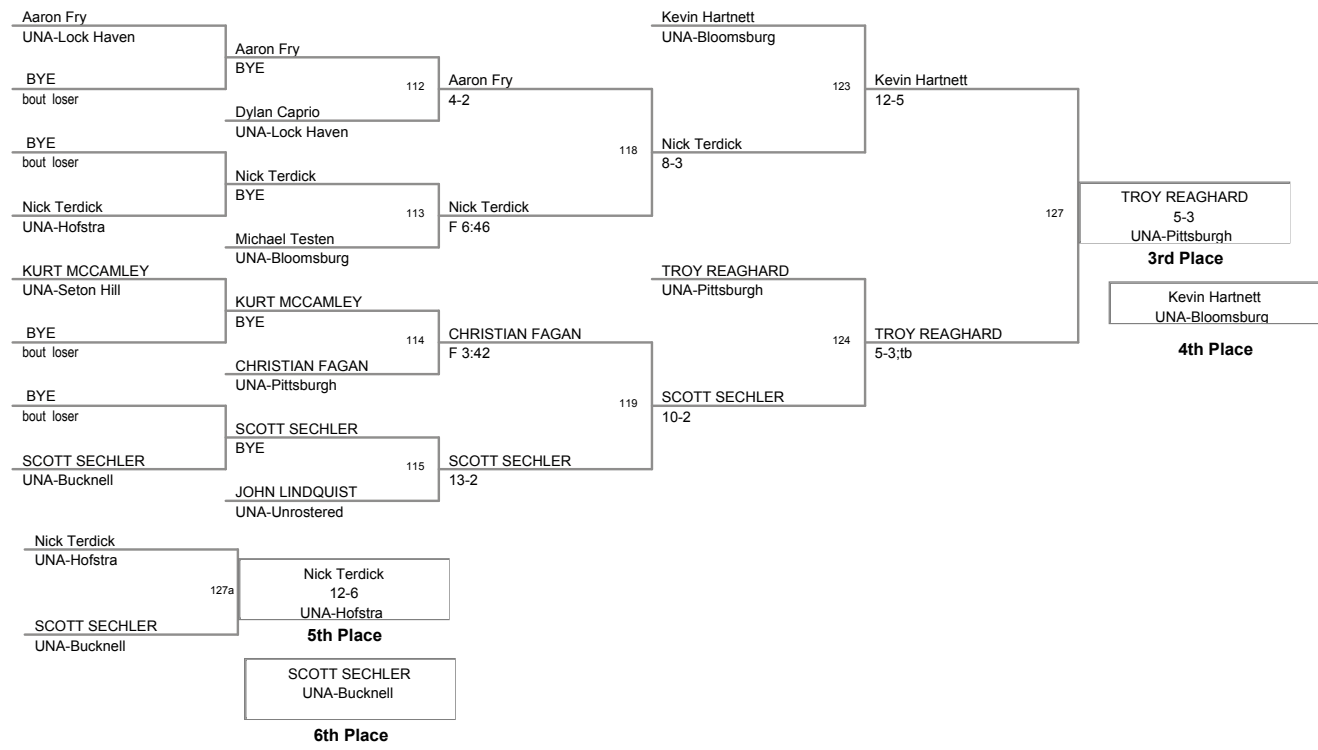 Aaron Fry
UNA-Lock Haven
BYE
bout loser
BYE
bout loser
Nick Terdick
UNA-Hofstra
KURT MCCAMLEY
UNA-Seton Hill
BYE
bout loser
BYE
bout loser
SCOTT SECHLER
UNA-Bucknell
Aaron Fry
BYE
112
Dylan Caprio
UNA-Lock Haven
Nick Terdick
BYE
113
Michael Testen
UNA-Bloomsburg
KURT MCCAMLEY
BYE
114
CHRISTIAN FAGAN
UNA-Pittsburgh
SCOTT SECHLER
BYE
115
JOHN LINDQUIST
UNA-Unrostered
Aaron Fry
4-2
118
Nick Terdick
F 6:46
CHRISTIAN FAGAN
F 3:42
119
SCOTT SECHLER
13-2
Kevin Hartnett
UNA-Bloomsburg
123
Nick Terdick
8-3
TROY REAGHARD
UNA-Pittsburgh
124
SCOTT SECHLER
10-2
Kevin Hartnett
12-5
127
TROY REAGHARD
5-3;tb
TROY REAGHARD
5-3
UNA-Pittsburgh
3rd Place
Kevin Hartnett
UNA-Bloomsburg
4th Place
Nick Terdick
UNA-Hofstra
127a
SCOTT SECHLER
UNA-Bucknell
Nick Terdick
12-6
UNA-Hofstra
5th Place
SCOTT SECHLER
UNA-Bucknell
6th Place